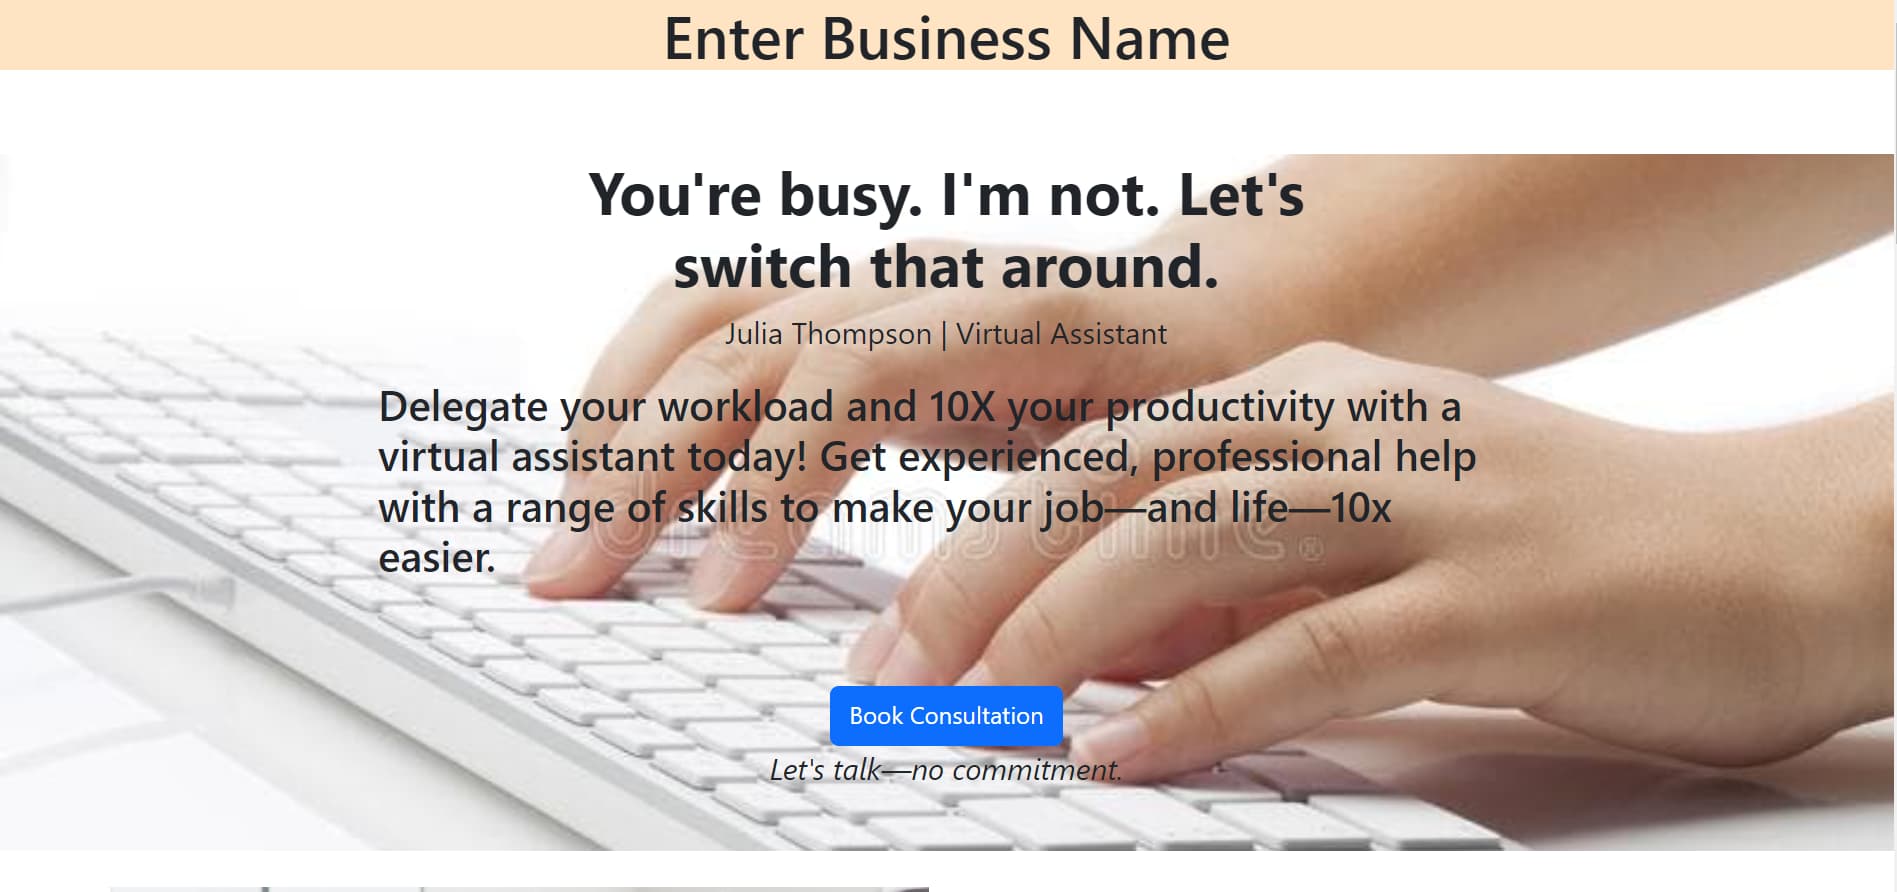 Enter Business Name
You're busy. I'm not. Let's
switch that around.
Julia Thompson | Virtual Assistant
Delegate your workload and 10X your productivity with a
virtual assistant today! Get experienced, professional help
with a range of skills to make your job—and life—10x
easier.
dreamstime®
Book Consultation
Let's talk—no commitment.